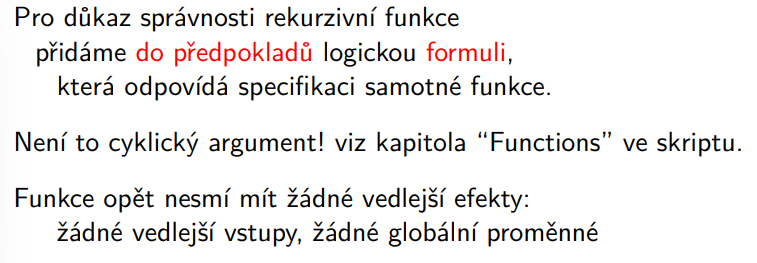 Pro důkaz správnosti rekurzivní funkce
přidáme do předpokladů logickou formuli,
která odpovídá specifikaci samotné funkce.
Není to cyklický argument! viz kapitola “Functions” ve skriptu.
Funkce opět nesmí mít žádné vedlejší efekty:
žádné vedlejší vstupy, žádné globální proměnné